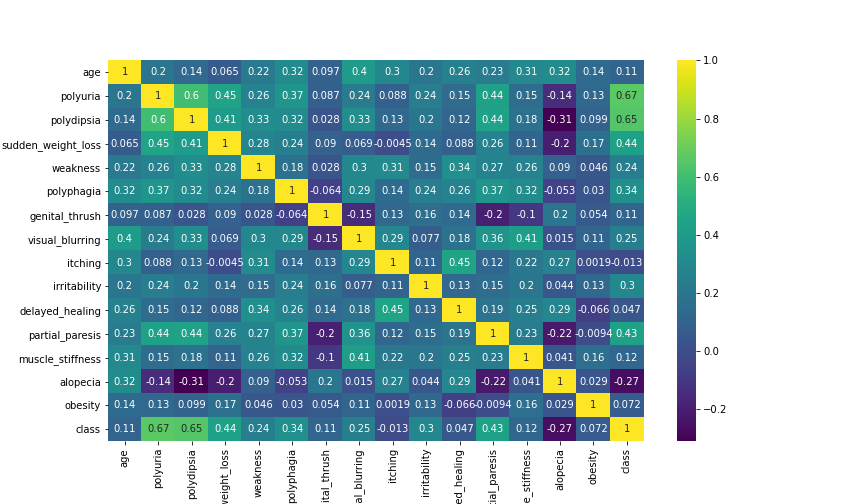 age 1 0.2 0.14 0.065 0.22 0.32 0.097 0.4 0.3 0.2 0.26 0.23 0.31 0.32 0.14 0.11
polyuria 0.2 1 0.6 0.45 0.26 0.37 0.087 0.24 0.088 0.24 0.15 0.44 0.15 -0.14 0.13 0.67
polydipsia 0.14 0.6 1 0.41 0.33 0.32 0.028 0.33 0.13 0.2 0.12 0.44 0.18 -0.31 0.099 0.65
sudden_weight_loss 0.065 0.45 0.41 1 0.28 0.24 0.09 0.069 -0.0045 0.14 0.088 0.26 0.11 -0.2 0.17 0.44
weakness 0.22 0.26 0.33 0.28 1 0.18 0.028 0.3 0.31 0.15 0.34 0.27 0.26 0.09 0.046 0.24
polyphagia 0.32 0.37 0.32 0.24 0.18 1 -0.064 0.29 0.14 0.24 0.26 0.37 0.32 -0.053 0.03 0.34
genital_thrush 0.097 0.087 0.028 0.09 0.028 -0.064 1 -0.15 0.13 0.16 0.14 -0.2 -0.1 0.2 0.054 0.11
visual_blurring 0.4 0.24 0.33 0.069 0.3 0.29 -0.15 1 0.29 0.077 0.18 0.36 0.41 0.015 0.11 0.25
itching 0.3 0.088 0.13 -0.0045 0.31 0.14 0.13 0.29 1 0.11 0.45 0.12 0.22 0.27 0.0019 -0.013
irritability 0.2 0.24 0.2 0.14 0.15 0.24 0.16 0.077 0.11 1 0.13 0.15 0.2 0.044 0.13 0.3
delayed_healing 0.26 0.15 0.12 0.088 0.34 0.26 0.14 0.18 0.45 0.13 1 0.19 0.25 0.29 -0.066 0.047
partial_paresis 0.23 0.44 0.44 0.26 0.27 0.37 -0.2 0.36 0.12 0.15 0.19 1 0.23 -0.22 -0.0094 0.43
muscle_stiffness 0.31 0.15 0.18 0.11 0.26 0.32 -0.1 0.41 0.22 0.2 0.25 0.23 1 0.041 0.16 0.12
alopecia 0.32 -0.14 -0.31 -0.2 0.09 -0.053 0.2 0.015 0.27 0.044 0.29 -0.22 0.041 1 0.029 -0.27
obesity 0.14 0.13 0.099 0.17 0.046 0.03 0.054 0.11 0.0019 0.13 -0.066 -0.0094 0.16 0.029 1 0.072
class 0.11 0.67 0.65 0.44 0.24 0.34 0.11 0.25 -0.013 0.3 0.047 0.43 0.12 -0.27 0.072 1
age
polyuria
polydipsia
weight_loss
weakness
polyphagia
ital_thrush
al_blurring
itching
irritability
ed_healing
tial_paresis
e_stiffness
alopecia
obesity
class
1.0
0.8
0.6
0.4
0.2
0.0
−0.2